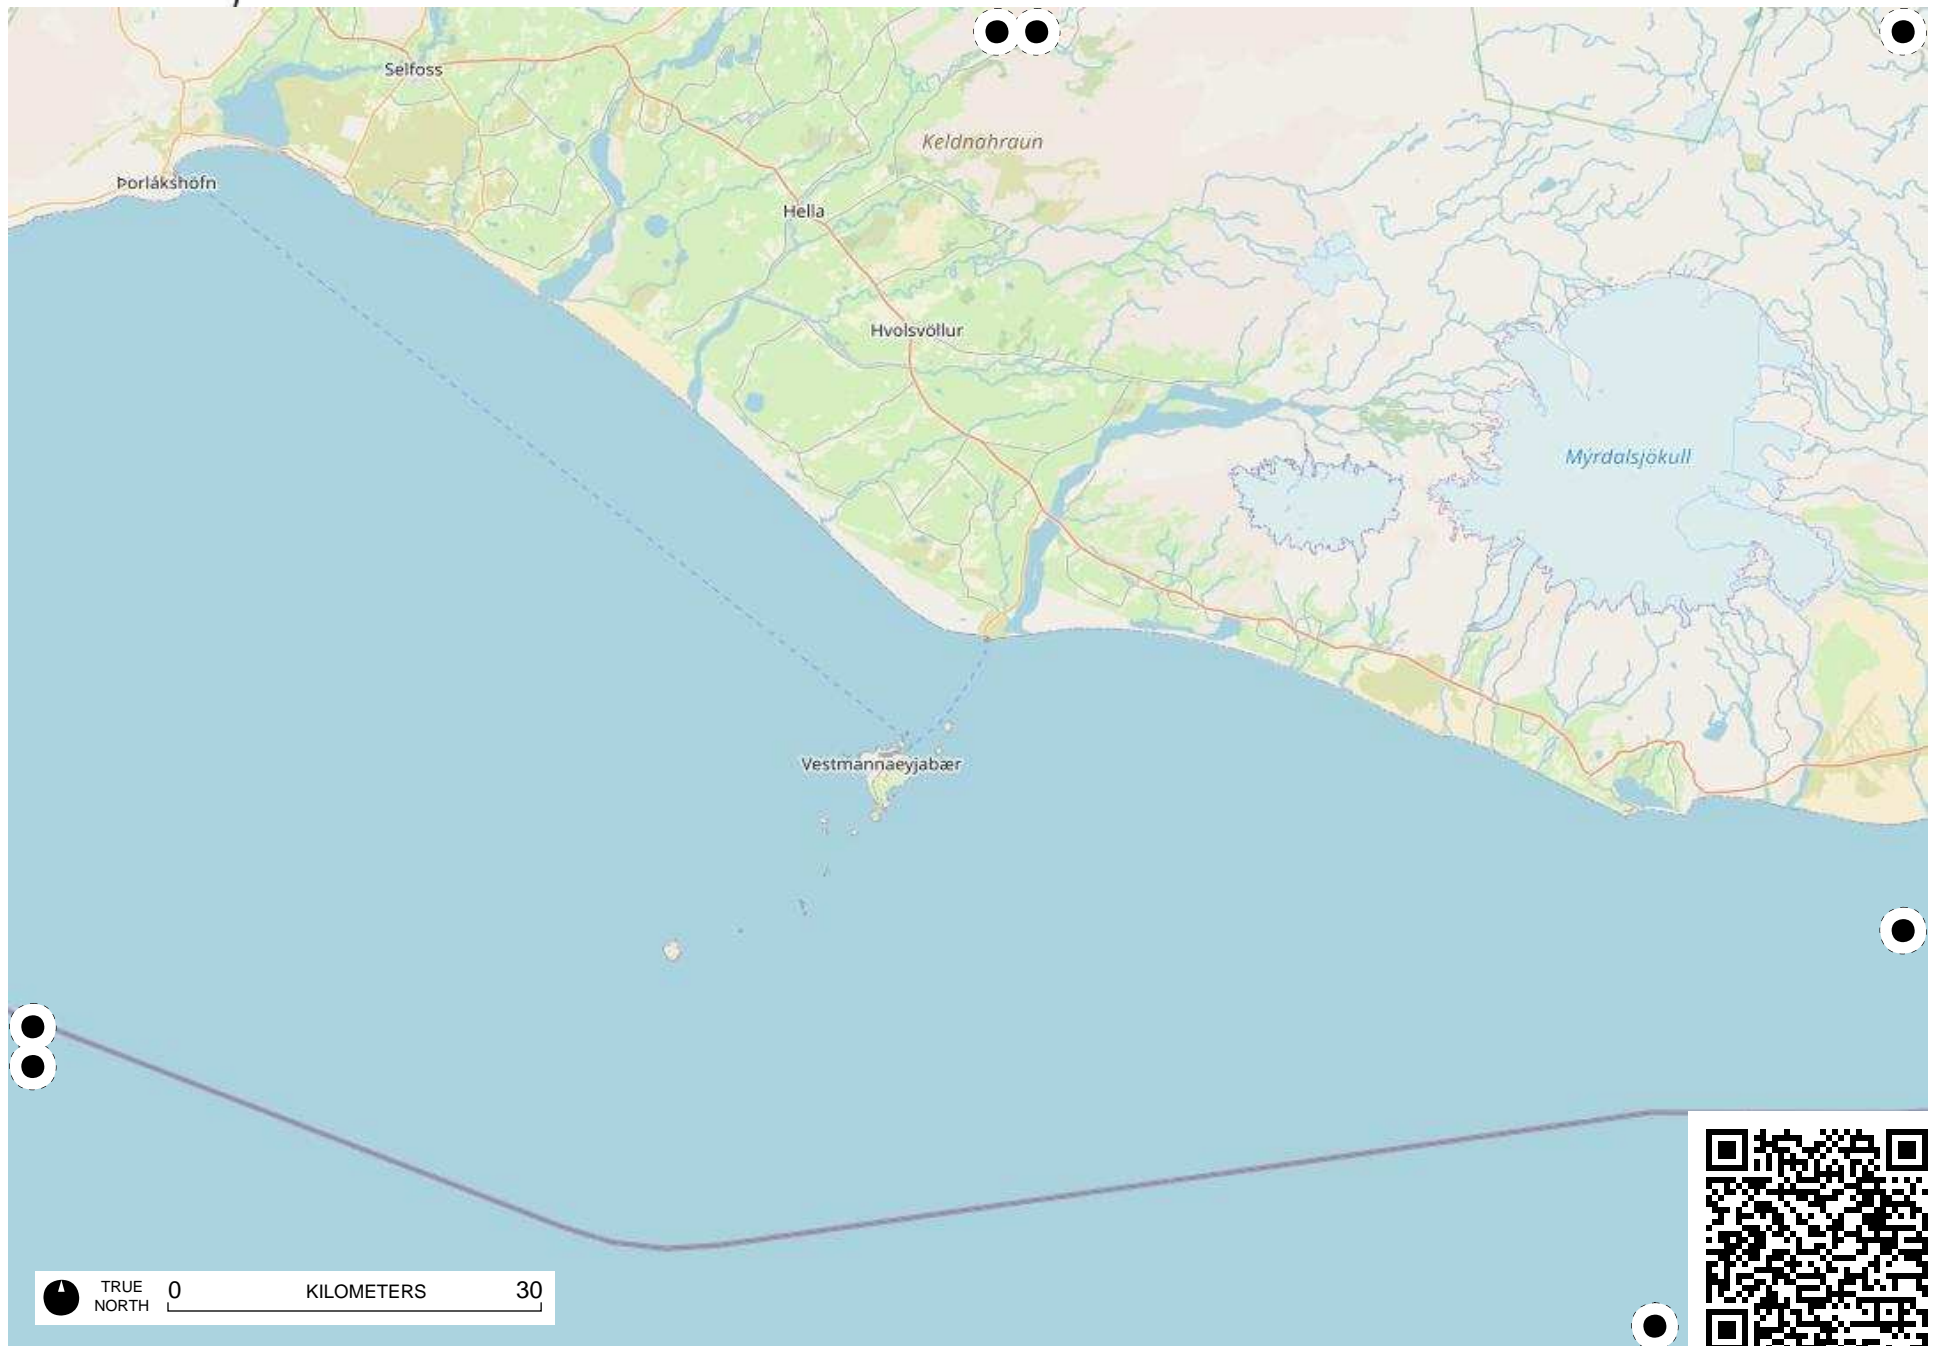 Selfoss
Keldnahraun
Þorlákshöfn
Hella
Hvolsvöllur
Mýrdalsjökull
Vestmannaeyjabær
TRUE
NORTH
0
KILOMETERS
30